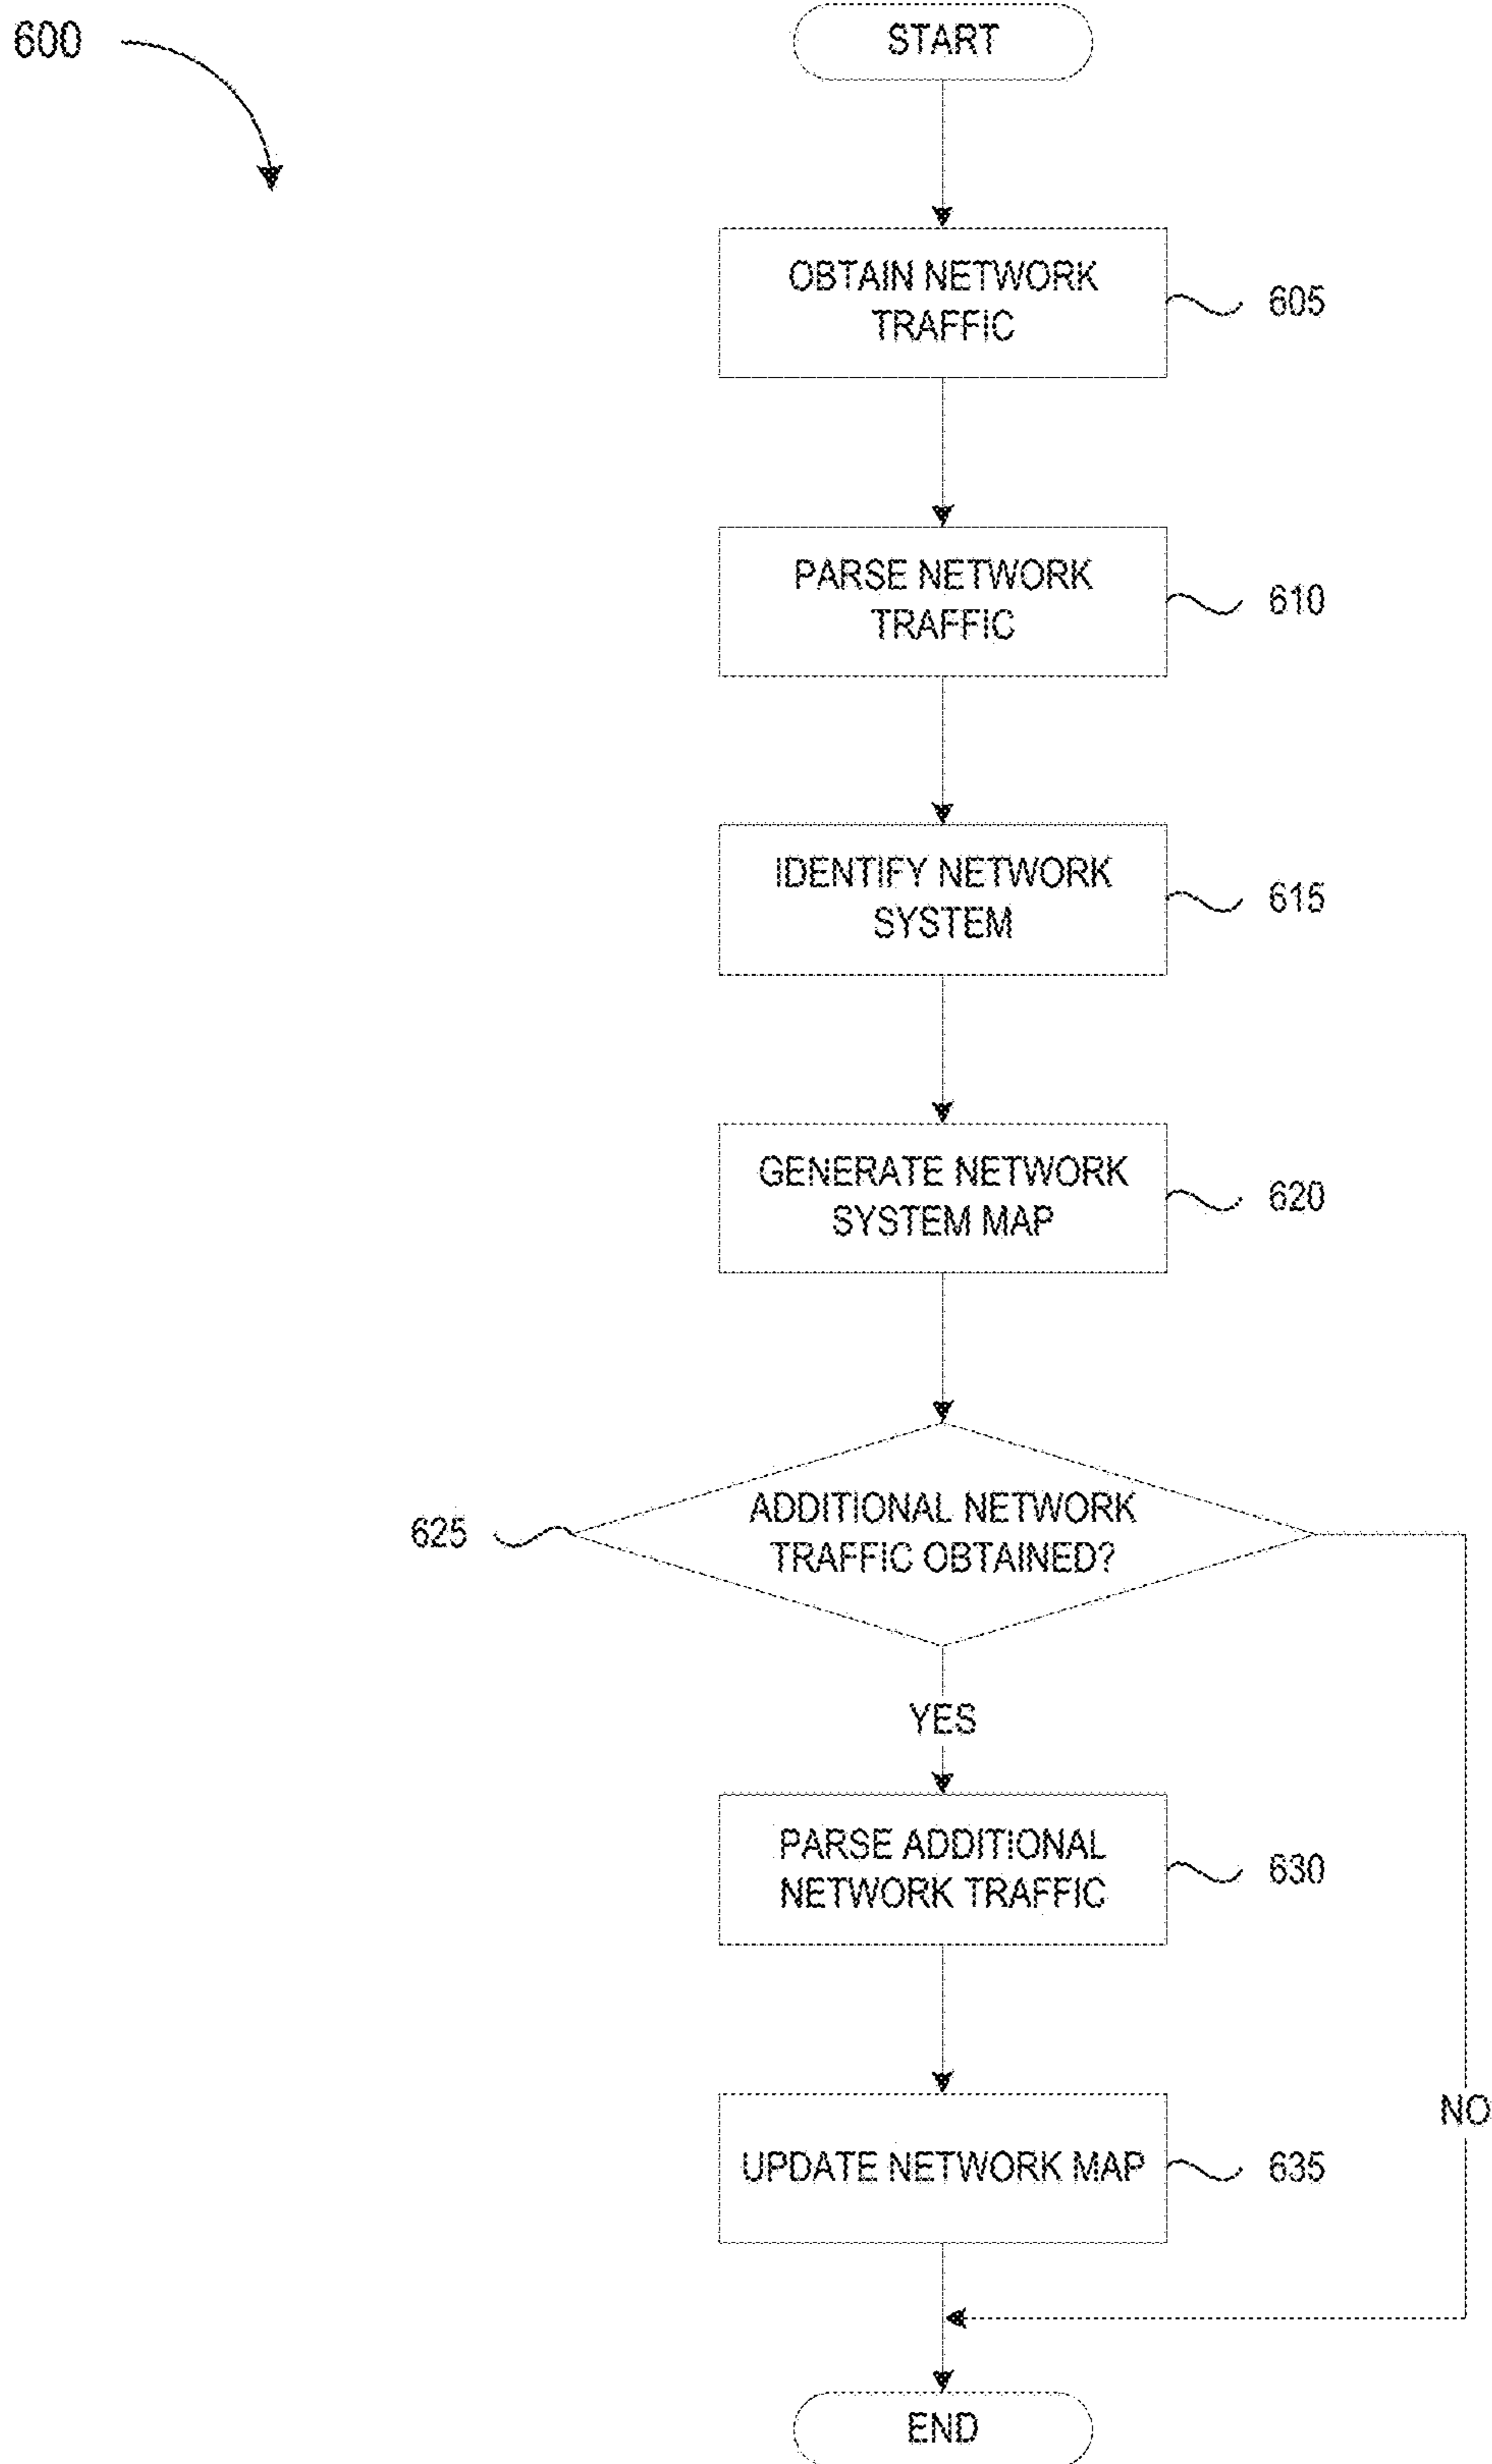 600
START
OBTAIN NETWORK
TRAFFIC
605
PARSE NETWORK
TRAFFIC
610
IDENTIFY NETWORK
SYSTEM
615
GENERATE NETWORK
SYSTEM MAP
620
ADDITIONAL NETWORK
TRAFFIC OBTAINED?
625
YES
PARSE ADDITIONAL
NETWORK TRAFFIC
630
NO
UPDATE NETWORK MAP
635
END